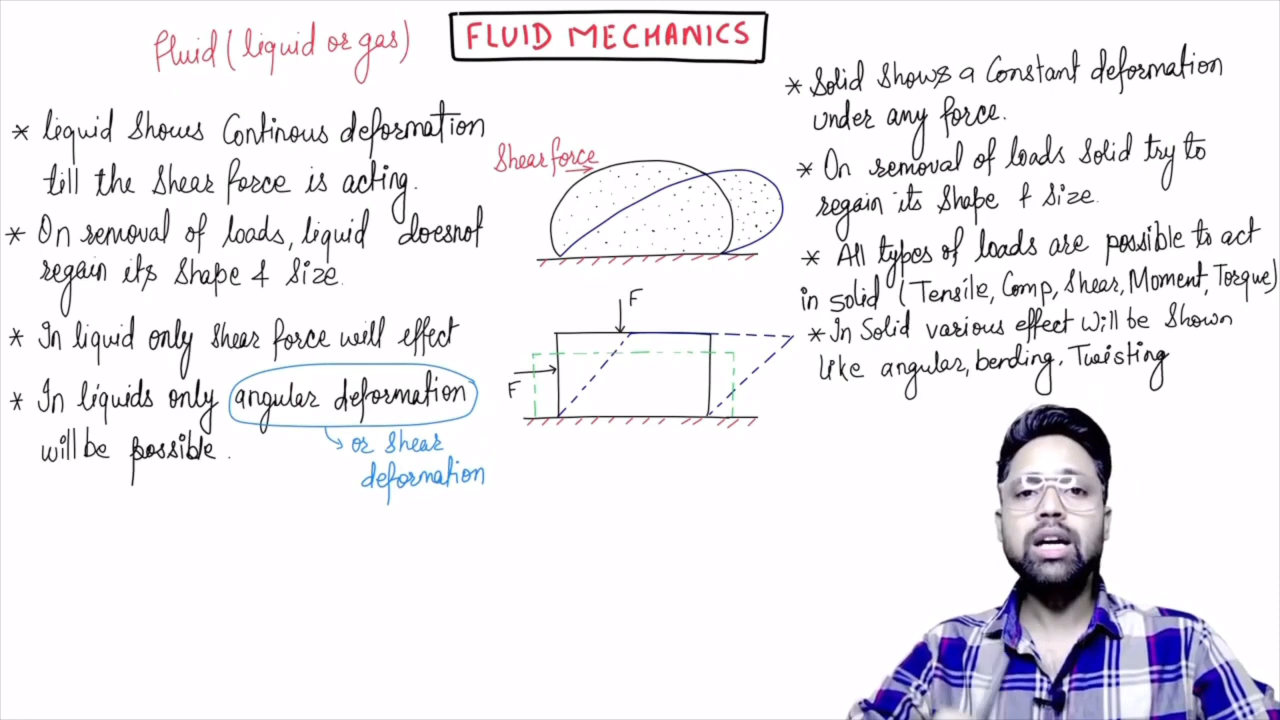 FLUID MECHANICS
Fluid (liquid or gas)
* liquid shows Continous deformation
till the Shear force is acting.
* On removal of loads, liquid doesnot
regain its Shape & Size.
* In liquid only shear force will effect
* In liquids only angular deformation
will be possible.
or shear
deformation
Shear force
F
F
* Solid Shows a Constant deformation
under any force.
* On removal of loads Solid try to
regain its Shape & Size.
* All types of loads are possible to act
in Solid (Tensile, Comp, Shear, Moment, Torque)
* In Solid various effect will be Shown
like angular, bending, Twisting